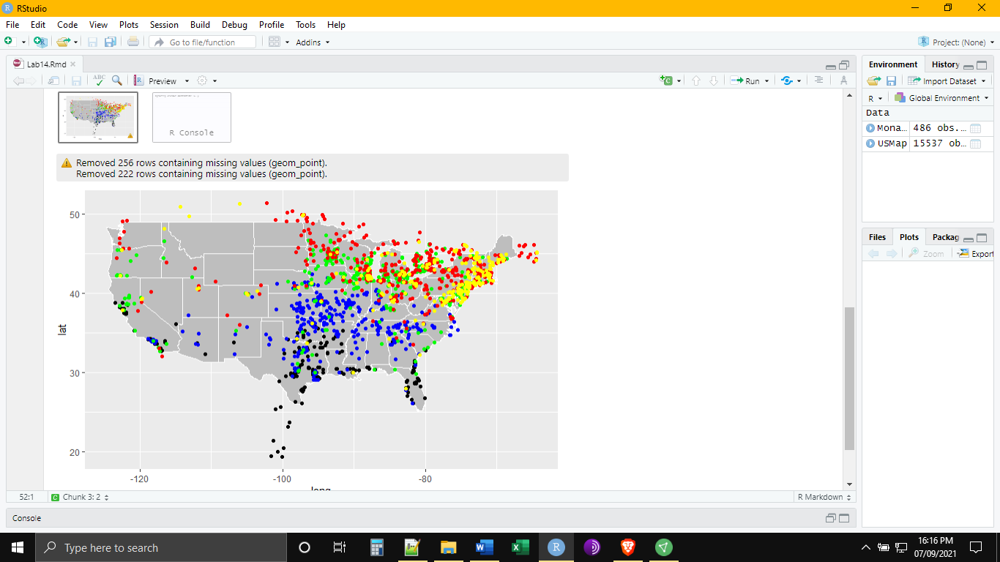 RStudio
File Edit Code View Plots Session Build Debug Profile Tools Help
Go to file/function Addins Project: (None)
Lab14.Rmd
Environment History
ABC Preview Run
Import Dataset
R Global Environment
Data
Mona... 486 obs....
USMap 15537 ob...
R Console
Removed 256 rows containing missing values (geom_point).
Removed 222 rows containing missing values (geom_point).
50
40
lat
30
20
-120 -100 -80
long
Files Plots Packag
Zoom Export
52:1 C Chunk 3: 2 R Markdown
Console
Type here to search
16:16 PM
07/09/2021